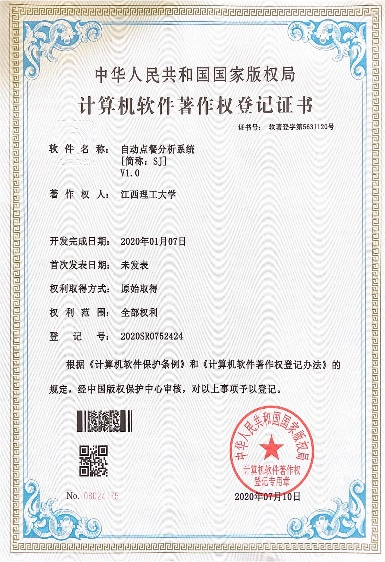 中华人民共和国国家版权局
计算机软件著作权登记证书
证书号： 软著登字第5631120号
软件名称： 自动点餐分析系统
[简称：SJ]
V1.0
著作权人： 江西理工大学
开发完成日期： 2020年01月07日
首次发表日期： 未发表
权利取得方式： 原始取得
权利范围： 全部权利
登记号： 2020SR0752424
根据《计算机软件保护条例》和《计算机软件著作权登记办法》的
规定，经中国版权保护中心审核，对以上事项予以登记。
中华人民共和国国家版权局
计算机软件著作权
登记专用章
No.
2020年07月10日